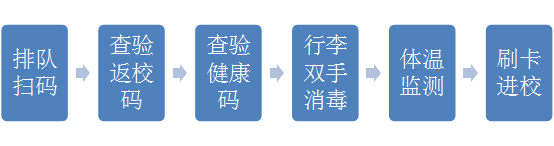 排队
扫码
查验
返校
码
查验
健康
码
行李
双手
消毒
体温
监测
刷卡
进校